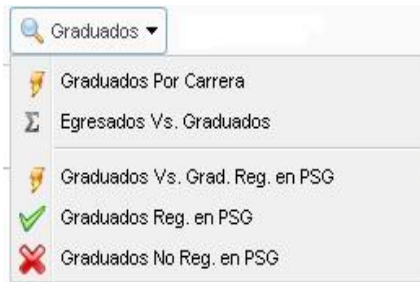 Graduados
Graduados Por Carrera
Egresados Vs. Graduados
Graduados Vs. Grad. Reg. en PSG
Graduados Reg. en PSG
Graduados No Reg. en PSG